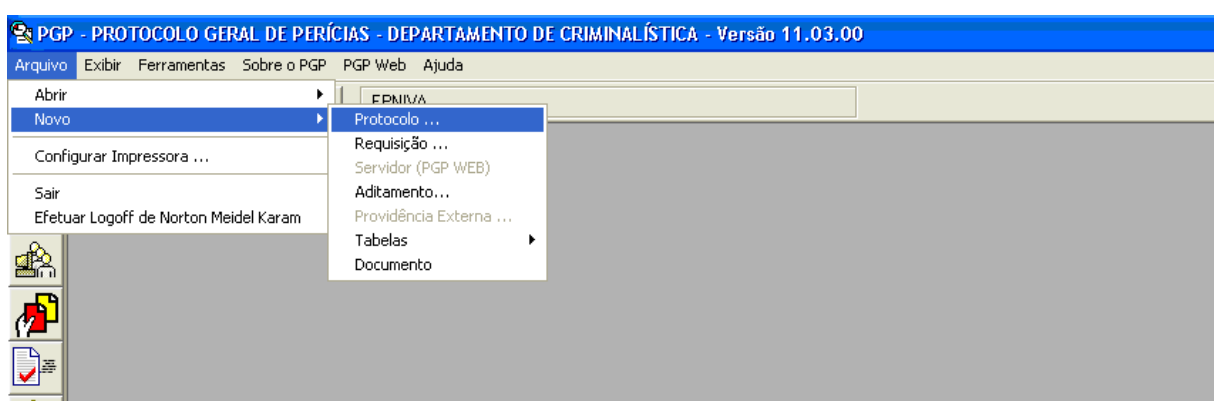 PGP - PROTOCOLO GERAL DE PERÍCIAS - DEPARTAMENTO DE CRIMINALÍSTICA - Versão 11.03.00
Arquivo Exibir Ferramentas Sobre o PGP PGP Web Ajuda
Abrir
Novo
Configurar Impressora ...
Sair
Efetuar Logoff de Norton Meidel Karam
Protocolo ...
Requisição ...
Servidor (PGP WEB)
Aditamento...
Providência Externa ...
Tabelas
Documento